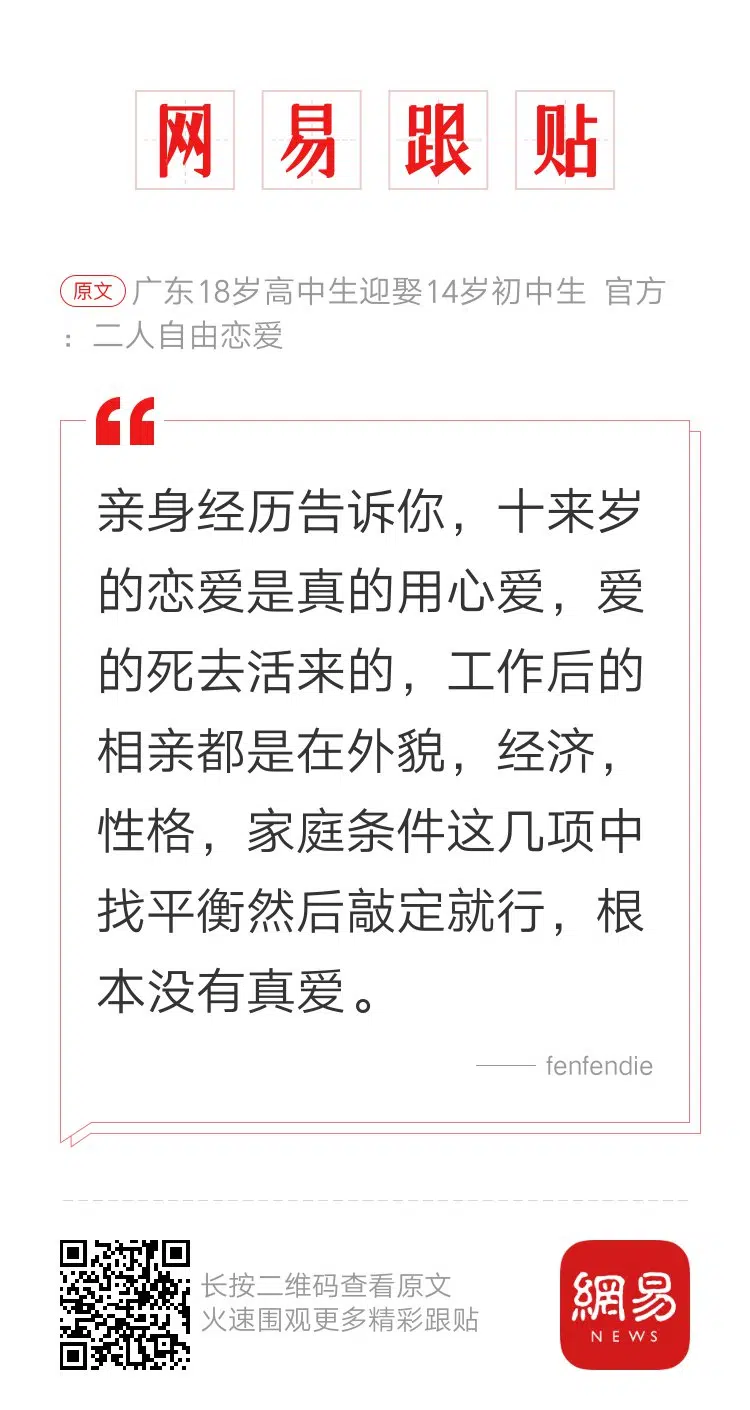 网易跟贴
原文 广东18岁高中生迎娶14岁初中生 官方
：二人自由恋爱
亲身经历告诉你，十来岁
的恋爱是真的用心爱，爱
的死去活来的，工作后的
相亲都是在外貌，经济，
性格，家庭条件这几项中
找平衡然后敲定就行，根
本没有真爱。
—— fenfendie
长按二维码查看原文
火速围观更多精彩跟贴
網易
NEWS